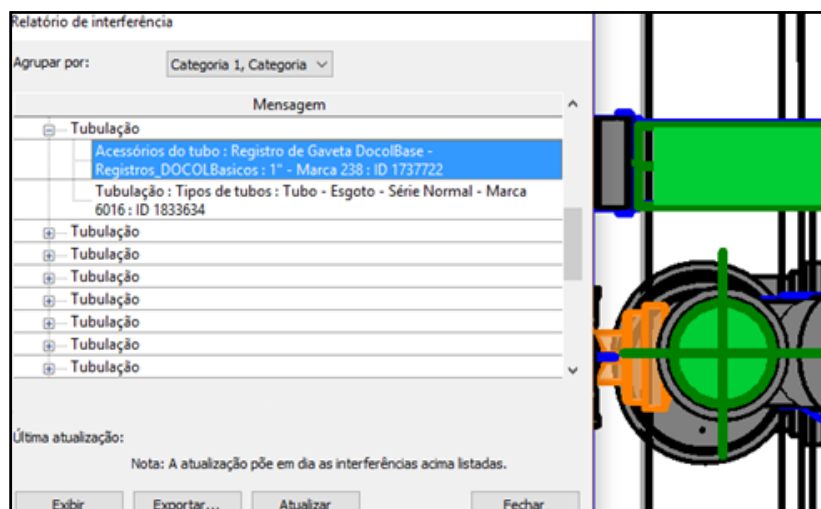 Relatório de interferência
Agrupar por:
Categoria 1, Categoria
Mensagem
Tubulação
Acessórios do tubo : Registro de Gaveta DocolBase -
Registros_DOCOLBasicos : 1" - Marca 238 : ID 1737722
Tubulação : Tipos de tubos : Tubo - Esgoto - Série Normal - Marca
6016 : ID 1833634
Tubulação
Tubulação
Tubulação
Tubulação
Tubulação
Tubulação
Tubulação
Última atualização:
Nota: A atualização põe em dia as interferências acima listadas.
Exibir
Exportar...
Atualizar
Fechar